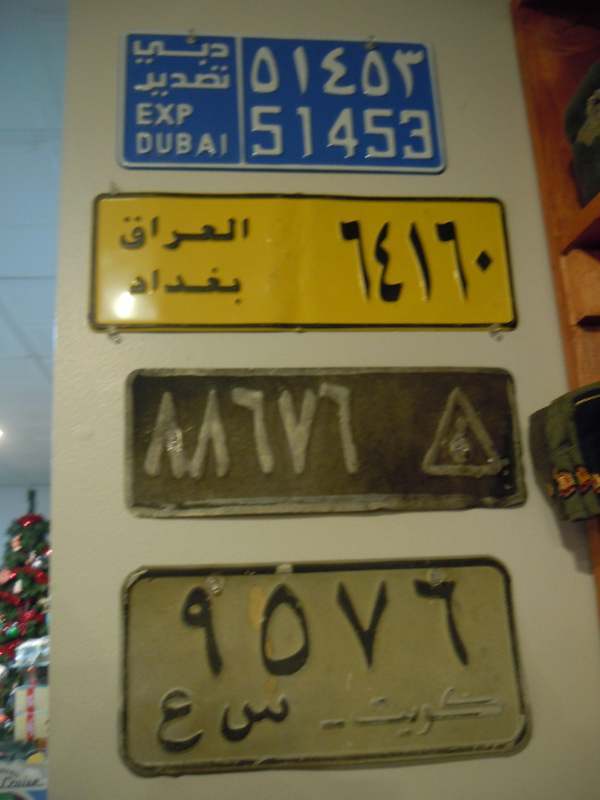 دبي ٥١٤٥٣
تصدير
EXP 51453
DUBAI
العراق ٦٤١٦٠
بغداد
٨٨٦٧٦
٩٥٧٦
كويت - س ع